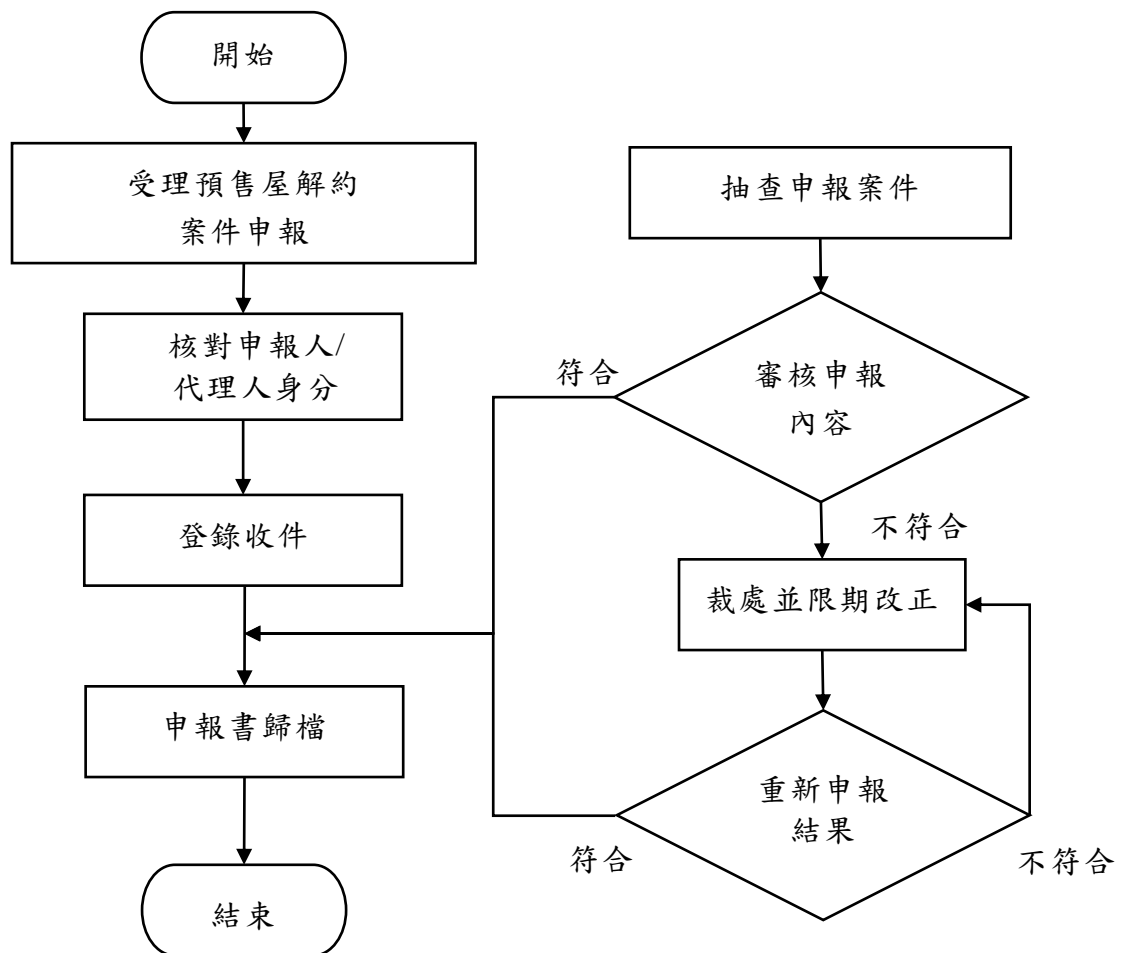 開始
受理預售屋解約
案件申報
核對申報人/
代理人身分
登錄收件
申報書歸檔
結束
抽查申報案件
審核申報
內容
符合
不符合
裁處並限期改正
重新申報
結果
符合
不符合